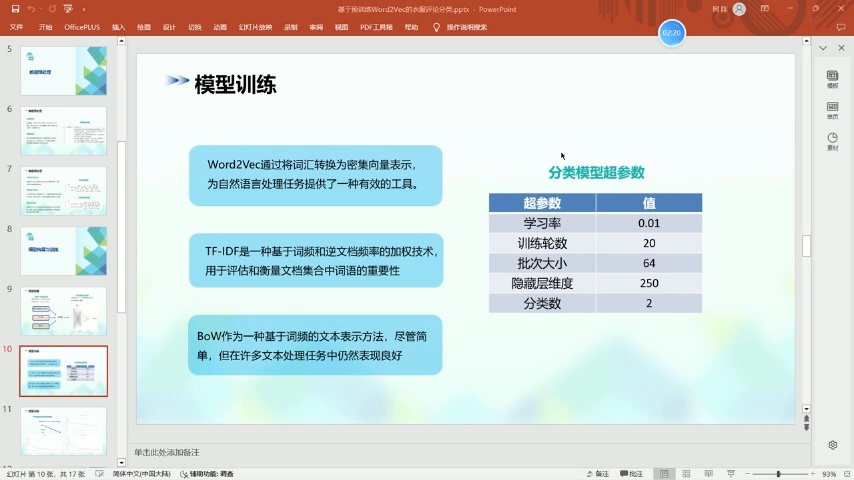 基于预训练Word2Vec的衣服评论分类.pptx - PowerPoint
文件 开始 OfficePLUS 插入 绘图 设计 切换 动画 幻灯片放映 录制 审阅 视图 PDF工具箱 帮助 操作说明搜索
02:20
模型训练
Word2Vec通过将词汇转换为密集向量表示，
为自然语言处理任务提供了一种有效的工具。
TF-IDF是一种基于词频和逆文档频率的加权技术，
用于评估和衡量文档集合中词语的重要性
BoW作为一种基于词频的文本表示方法，尽管简
单，但在许多文本处理任务中仍然表现良好
分类模型超参数
超参数 值
学习率 0.01
训练轮数 20
批次大小 64
隐藏层维度 250
分类数 2
5
6
7
8
9
10
11
模板
单页
素材
单击此处添加备注
幻灯片 第 10 张，共 17 张 简体中文(中国大陆) 辅助功能: 调查 备注 批注 93%